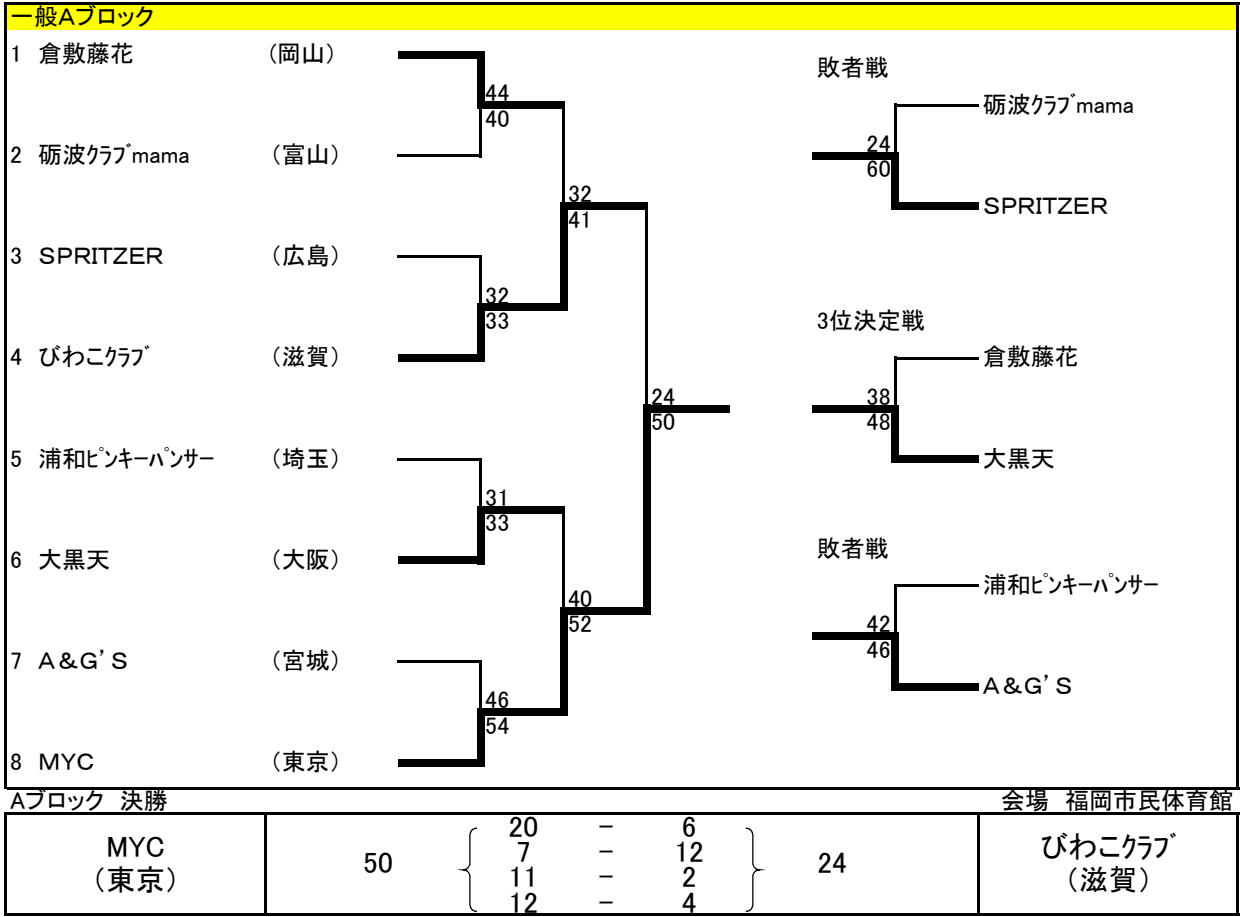 一般Aブロック
1 倉敷藤花 （岡山）
44
40
2 砺波ｸﾗﾌﾞmama （富山）
32
41
3 SPRITZER （広島）
32
33
4 びわこｸﾗﾌﾞ （滋賀）
24
50
5 浦和ﾋﾟﾝｷｰﾊﾟﾝｻｰ （埼玉）
31
33
6 大黒天 （大阪）
40
52
7 A&G'S （宮城）
46
54
8 MYC （東京）
敗者戦
砺波ｸﾗﾌﾞmama
24
60
SPRITZER
3位決定戦
倉敷藤花
38
48
大黒天
敗者戦
浦和ﾋﾟﾝｷｰﾊﾟﾝｻｰ
42
46
A&G'S
Aブロック 決勝 会場 福岡市民体育館
MYC
（東京）
50
20 － 6
7 － 12
11 － 2
12 － 4
24
びわこｸﾗﾌﾞ
（滋賀）